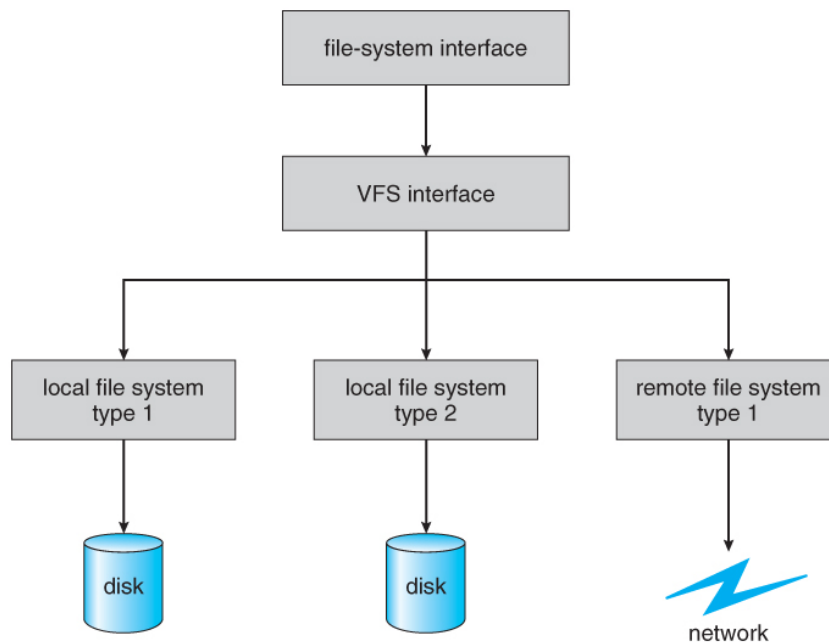 file-system interface
VFS interface
local file system
type 1
local file system
type 2
remote file system
type 1
disk
disk
network